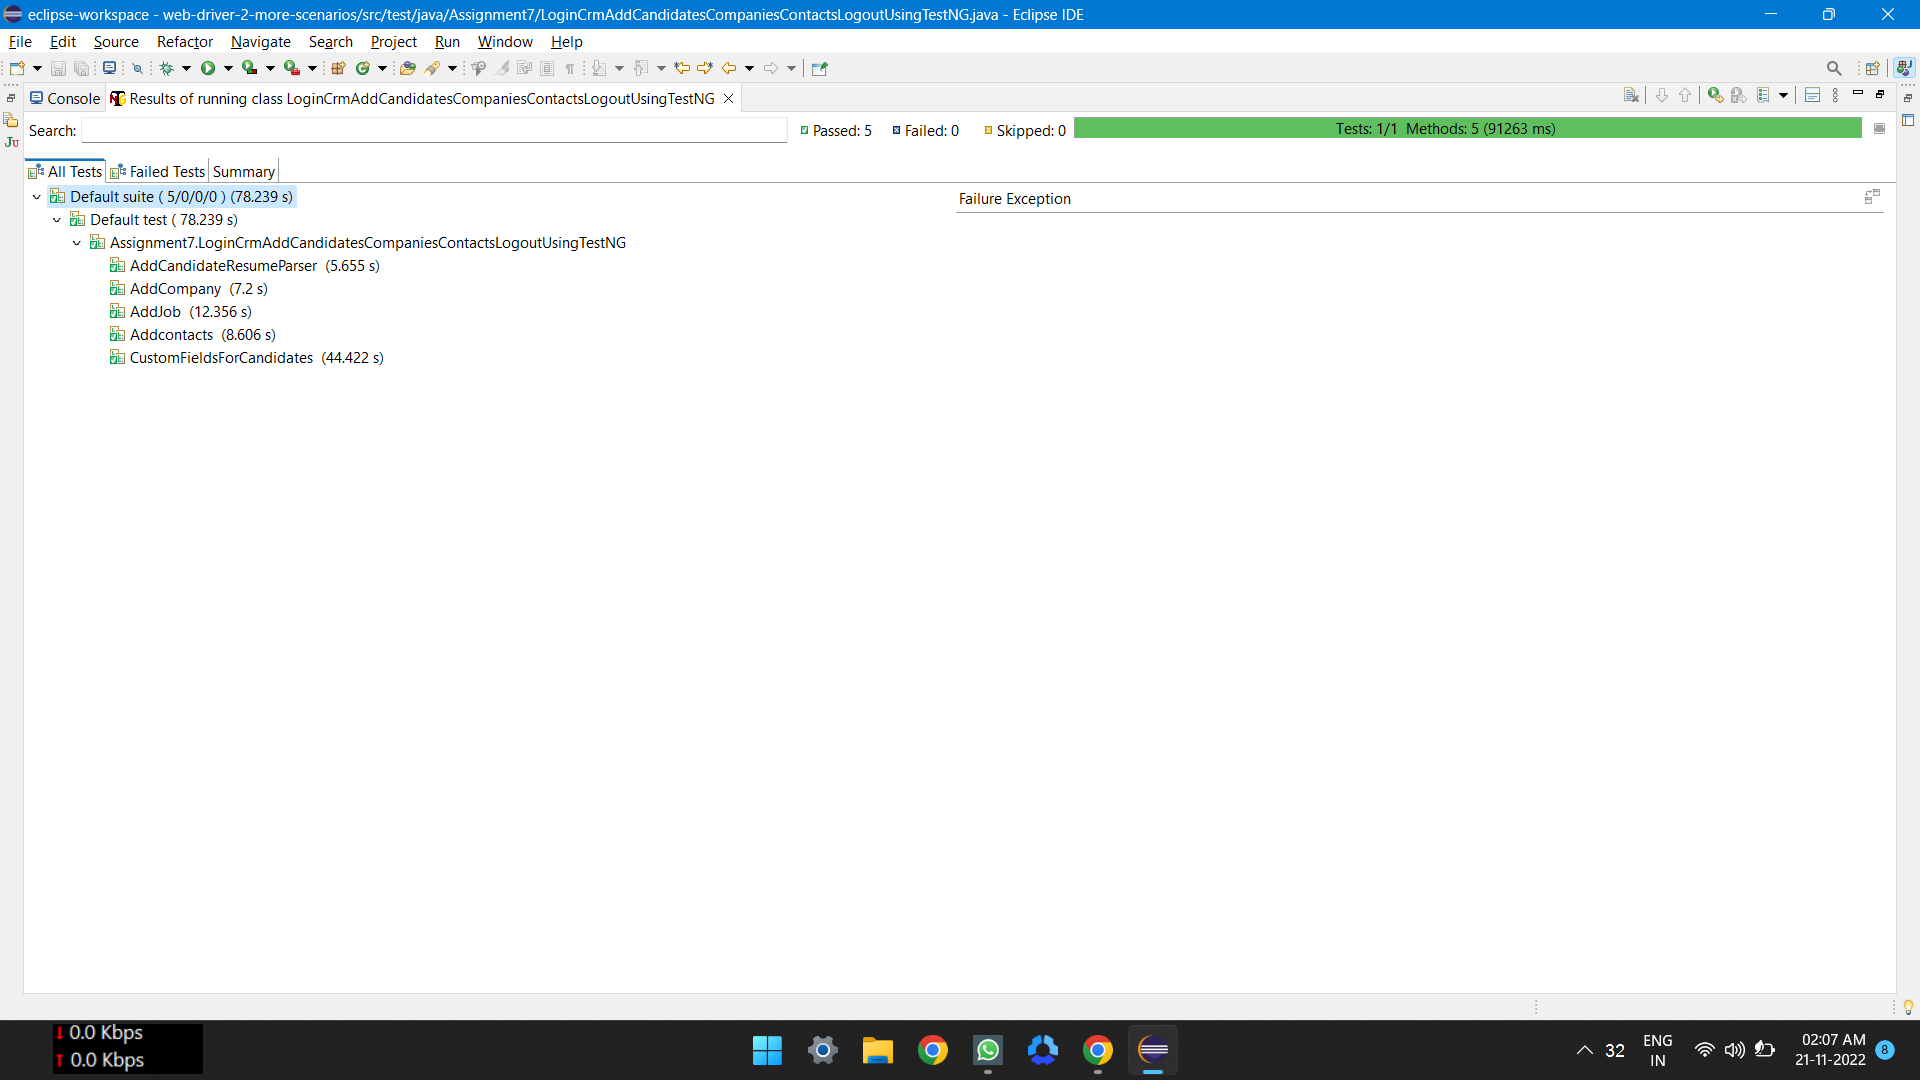 eclipse-workspace - web-driver-2-more-scenarios/src/test/java/Assignment7/LoginCrmAddCandidatesCompaniesContactsLogoutUsingTestNG.java - Eclipse IDE
File Edit Source Refactor Navigate Search Project Run Window Help
Console Results of running class LoginCrmAddCandidatesCompaniesContactsLogoutUsingTestNG
Search: Passed: 5 Failed: 0 Skipped: 0 Tests: 1/1 Methods: 5 (91263 ms)
All Tests Failed Tests Summary
Default suite ( 5/0/0/0 ) (78.239 s)
Failure Exception
Default test ( 78.239 s)
Assignment7.LoginCrmAddCandidatesCompaniesContactsLogoutUsingTestNG
AddCandidateResumeParser (5.655 s)
AddCompany (7.2 s)
AddJob (12.356 s)
Addcontacts (8.606 s)
CustomFieldsForCandidates (44.422 s)
0.0 Kbps
0.0 Kbps
32
ENG
IN
02:07 AM
21-11-2022
8